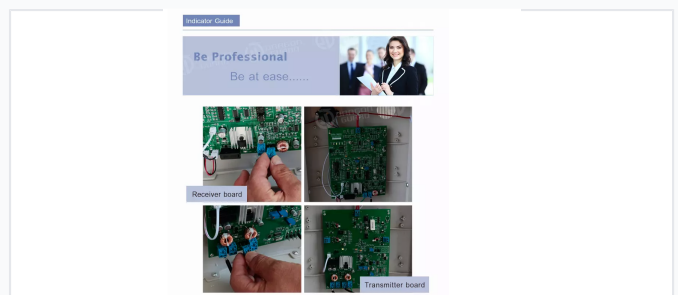 Indicator Guide
Be Professional
Be at ease......
Receiver board
Transmitter board